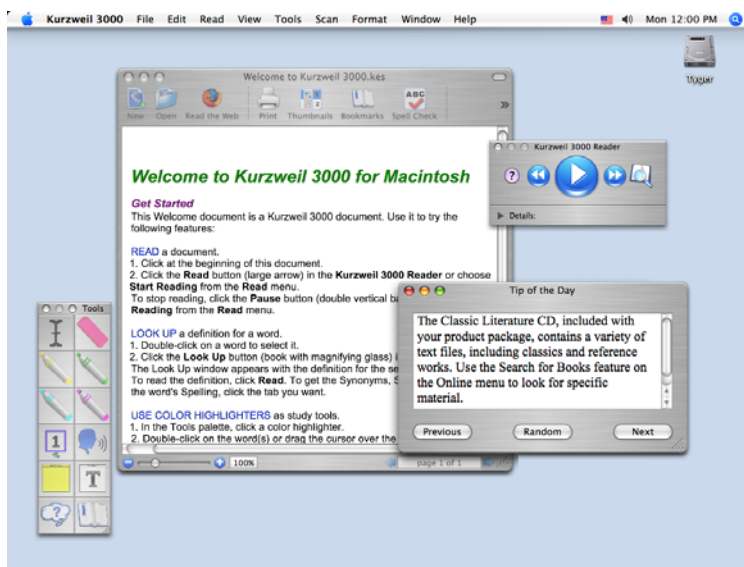 Kurzweil 3000 File Edit Read View Tools Scan Format Window Help Mon 12:00 PM
Welcome to Kurzweil 3000.kes
New Open Read the Web Print Thumbnails Bookmarks Spell Check
ABC
Welcome to Kurzweil 3000 for Macintosh
Get Started
This Welcome document is a Kurzweil 3000 document. Use it to try the
following features:
READ a document.
1. Click at the beginning of this document.
2. Click the Read button (large arrow) in the Kurzweil 3000 Reader or choose
Start Reading from the Read menu.
To stop reading, click the Pause button (double vertical ba
Reading from the Read menu.
LOOK UP a definition for a word.
1. Double-click on a word to select it.
2. Click the Look Up button (book with magnifying glass) i
The Look Up window appears with the definition for the se
To read the definition, click Read. To get the Synonyms, S
the word's Spelling, click the tab you want.
USE COLOR HIGHLIGHTERS as study tools.
1. In the Tools palette, click a color highlighter.
2. Double-click on the word(s) or drag the cursor over the
100% page 1 of 1
Kurzweil 3000 Reader
?
Details:
Tip of the Day
The Classic Literature CD, included with
your product package, contains a variety of
text files, including classics and reference
works. Use the Search for Books feature on
the Online menu to look for specific
material.
Previous Random Next
Tools
1
T
?